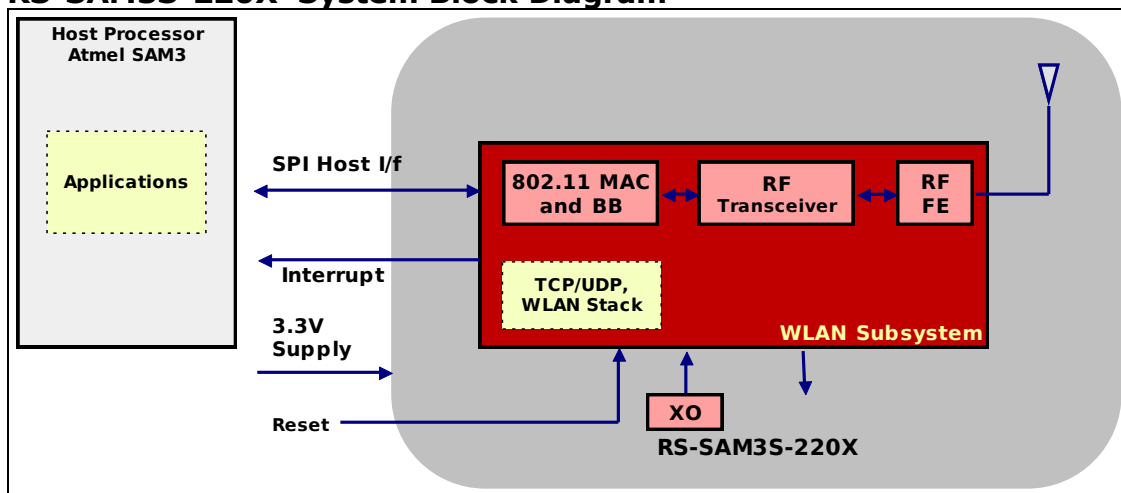 RS-SAM3S-220X System Block Diagram
Host Processor
Atmel SAM3
Applications
SPI Host I/f
Interrupt
3.3V
Supply
Reset
802.11 MAC
and BB
RF
Transceiver
RF
FE
TCP/UDP,
WLAN Stack
WLAN Subsystem
XO
RS-SAM3S-220X